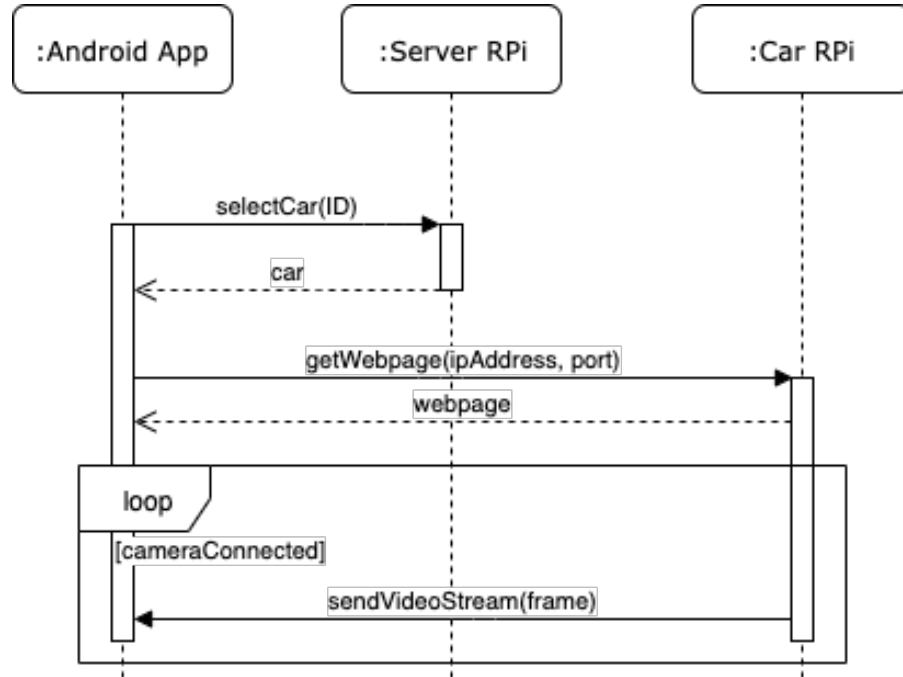 :Android App
:Server RPi
:Car RPi
selectCar(ID)
car
getWebpage(ipAddress, port)
webpage
loop
[cameraConnected]
sendVideoStream(frame)